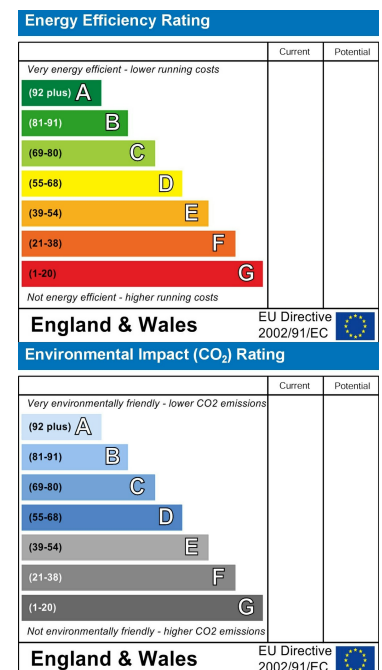 Energy Efficiency Rating
Current Potential
Very energy efficient - lower running costs
(92 plus) A
(81-91) B
(69-80) C
(55-68) D
(39-54) E
(21-38) F
(1-20) G
Not energy efficient - higher running costs
England & Wales
EU Directive
2002/91/EC
Environmental Impact (CO₂) Rating
Current Potential
Very environmentally friendly - lower CO2 emissions
(92 plus) A
(81-91) B
(69-80) C
(55-68) D
(39-54) E
(21-38) F
(1-20) G
Not environmentally friendly - higher CO2 emissions
England & Wales
EU Directive
2002/91/EC